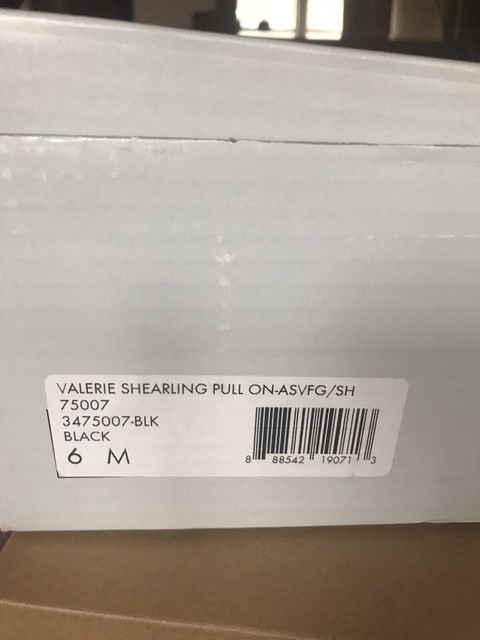 VALERIE SHEARLING PULL ON-ASVFG/SH
75007
3475007-BLK
BLACK
6 M
8 88542 19071 3